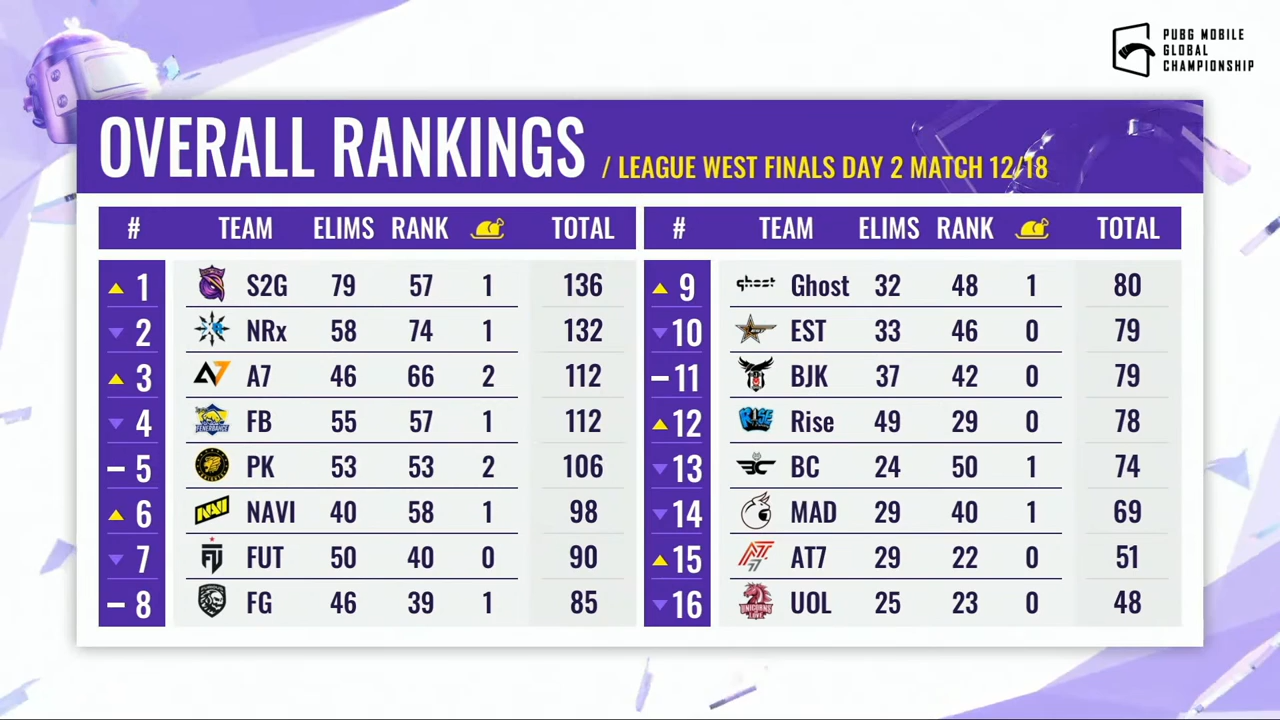 PUBG MOBILE
GLOBAL
CHAMPIONSHIP
OVERALL RANKINGS / LEAGUE WEST FINALS DAY 2 MATCH 12/18
# TEAM ELIMS RANK TOTAL
1 S2G 79 57 1 136
2 NRx 58 74 1 132
3 A7 46 66 2 112
4 FB 55 57 1 112
5 PK 53 53 2 106
6 NAVI 40 58 1 98
7 FUT 50 40 0 90
8 FG 46 39 1 85
# TEAM ELIMS RANK TOTAL
9 ghost Ghost 32 48 1 80
10 EST 33 46 0 79
11 BJK 37 42 0 79
12 RISE Rise 49 29 0 78
13 BC 24 50 1 74
14 MAD 29 40 1 69
15 AT7 29 22 0 51
16 UOL 25 23 0 48